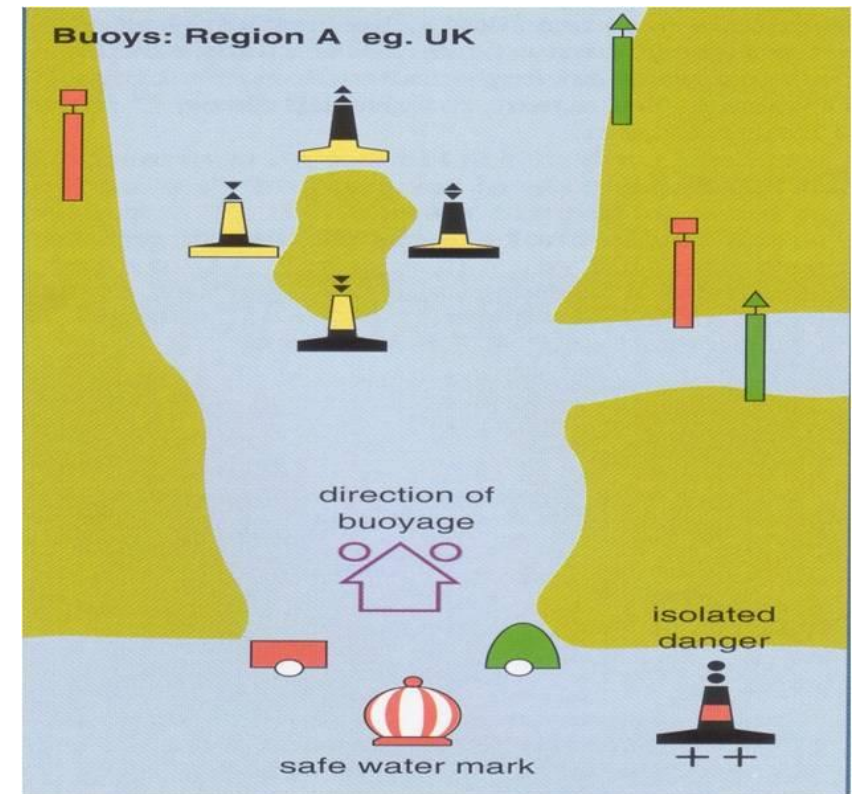 Buoys: Region A eg. UK
direction of
buoyage
isolated
danger
safe water mark